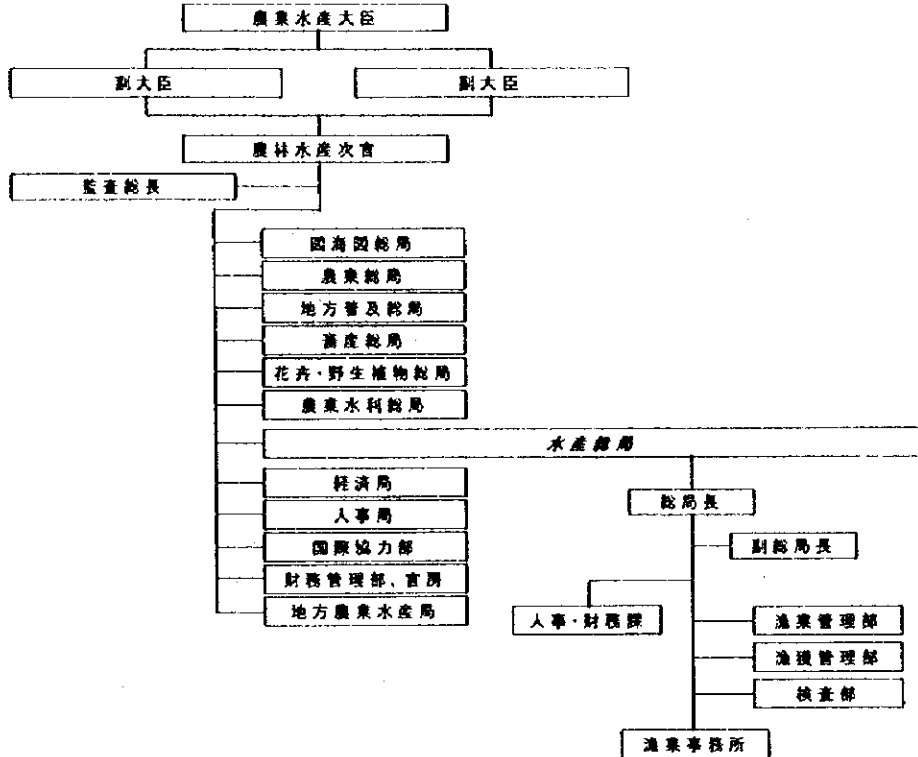 農業水産大臣
副大臣
副大臣
農林水産次官
監査総長
農業総局
地方普及総局
畜産総局
花卉・野生植物総局
農業水利総局
水産総局
経済局
総局長
人事局
国際協力部
副総局長
財務管理部、官房
地方農業水産局
人事・財務課
漁業管理部
漁獲管理部
検査部
漁業事務所